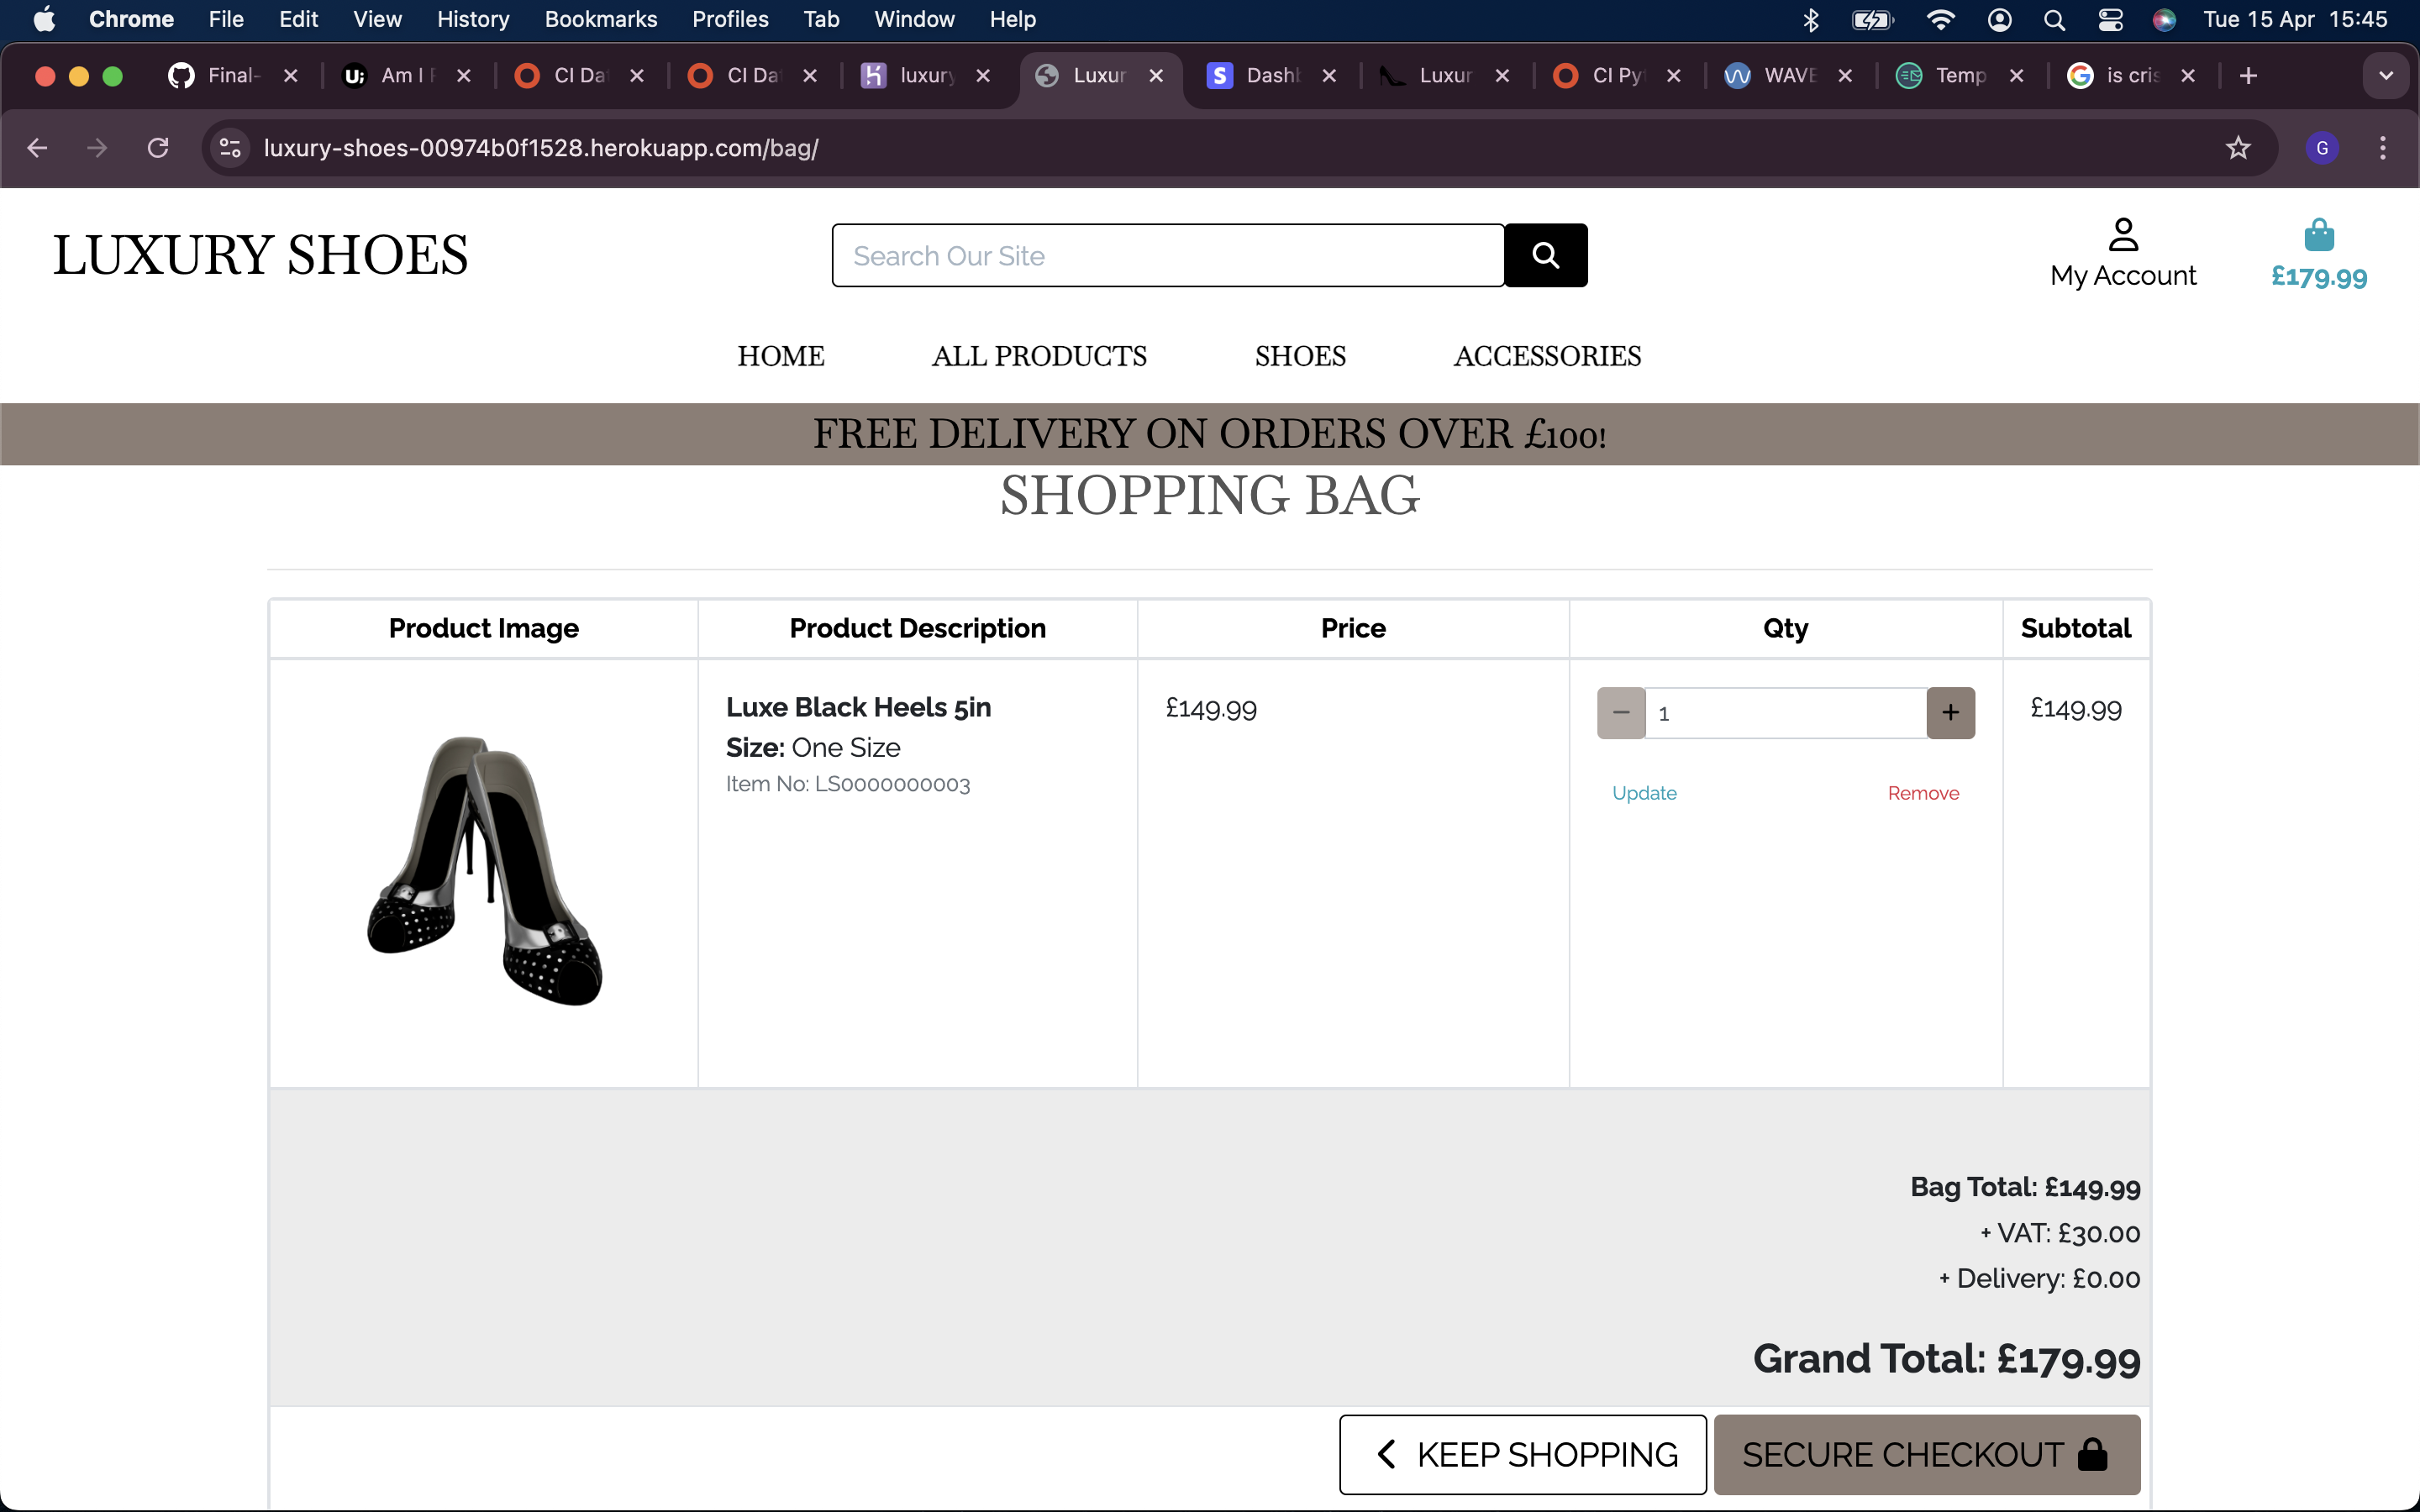 Chrome File Edit View History Bookmarks Profiles Tab Window Help Tue 15 Apr 15:45
Final- Am I CI Da CI Da luxury Luxur Dash Luxur CI Py WAVE Temp is cris
luxury-shoes-00974b0f1528.herokuapp.com/bag/ G
LUXURY SHOES
Search Our Site
My Account
£179.99
HOME ALL PRODUCTS SHOES ACCESSORIES
FREE DELIVERY ON ORDERS OVER £100!
SHOPPING BAG
Product Image Product Description Price Qty Subtotal
Luxe Black Heels 5in £149.99 1 £149.99
Size: One Size
Item No: LS0000000003
Update Remove
Bag Total: £149.99
+ VAT: £30.00
+ Delivery: £0.00
Grand Total: £179.99
KEEP SHOPPING SECURE CHECKOUT